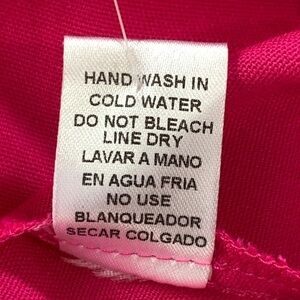 HAND WASH IN
COLD WATER
DO NOT BLEACH
LINE DRY
LAVAR A MANO
EN AGUA FRIA
NO USE
BLANQUEADOR
SECAR COLGADO